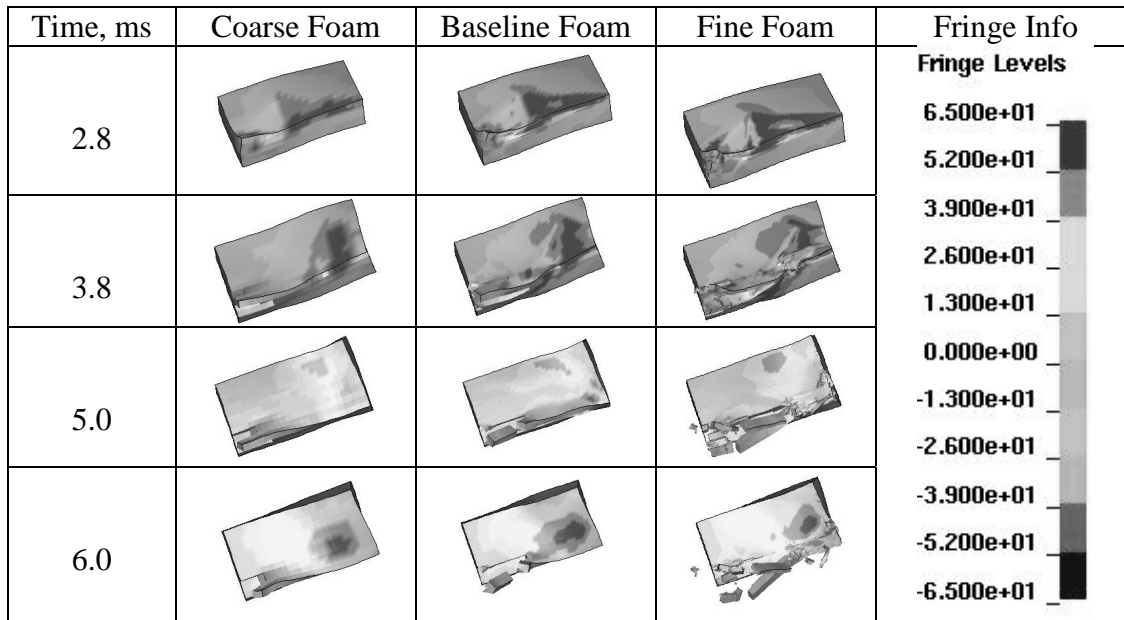 Time, ms Coarse Foam Baseline Foam Fine Foam Fringe Info
Fringe Levels
2.8
6.500e+01
5.200e+01
3.900e+01
3.8
2.600e+01
1.300e+01
0.000e+00
5.0
-1.300e+01
-2.600e+01
-3.900e+01
6.0
-5.200e+01
-6.500e+01